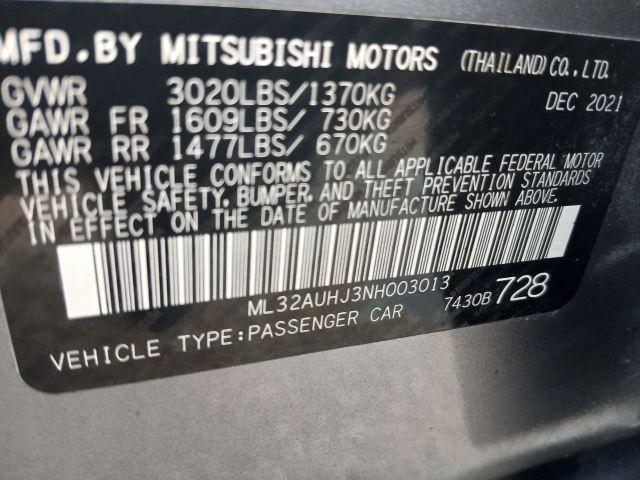 MFD. BY MITSUBISHI MOTORS (THAILAND) CO., LTD.
GVWR 3020LBS/1370KG DEC 2021
GAWR FR 1609LBS/ 730KG
GAWR RR 1477LBS/ 670KG
THIS VEHICLE CONFORMS TO ALL APPLICABLE FEDERAL MOTOR
VEHICLE SAFETY, BUMPER, AND THEFT PREVENTION STANDARDS
IN EFFECT ON THE DATE OF MANUFACTURE SHOWN ABOVE.
ML32AUHJ3NH003013 7430B 728
VEHICLE TYPE:PASSENGER CAR